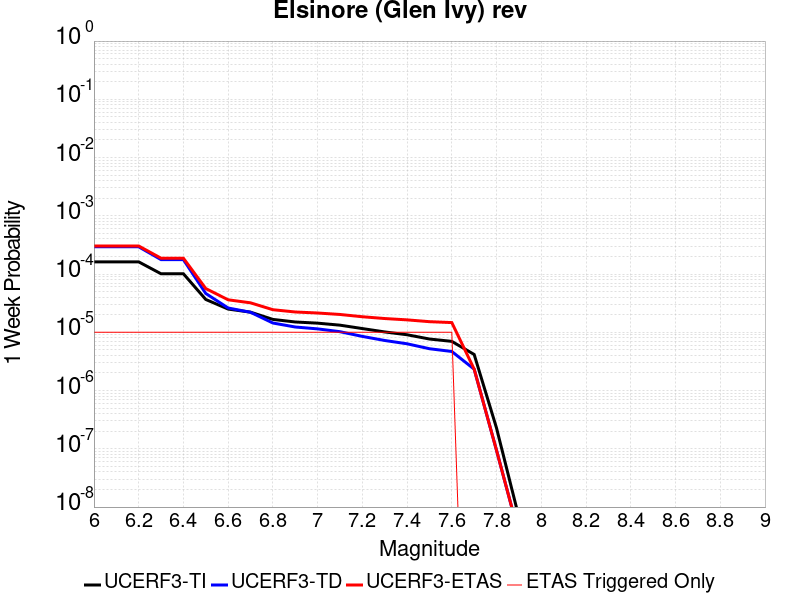 Elsinore (Glen Ivy) rev
1 Week Probability
10^0
10^-1
10^-2
10^-3
10^-4
10^-5
10^-6
10^-7
10^-8
6 6.2 6.4 6.6 6.8 7 7.2 7.4 7.6 7.8 8 8.2 8.4 8.6 8.8 9
Magnitude
UCERF3-TI UCERF3-TD UCERF3-ETAS ETAS Triggered Only